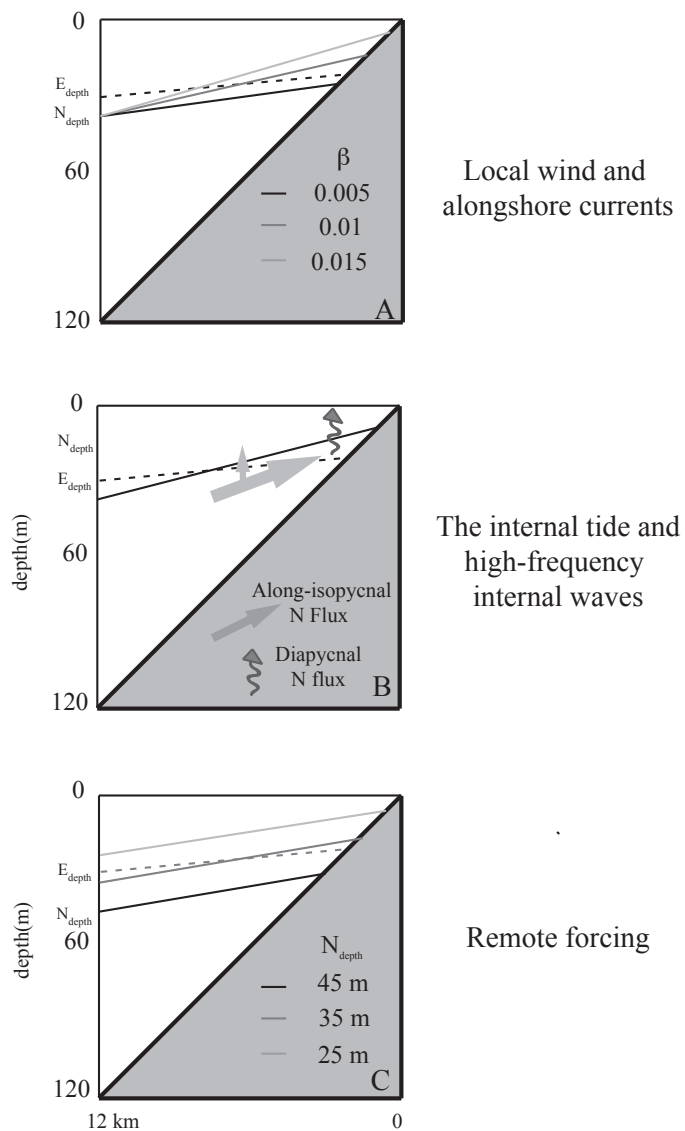 0
E depth
N depth
60
120
β
0.005
0.01
0.015
A
Local wind and
alongshore currents
0
N depth
E depth
60
120
depth(m)
Along-isopycnal
N Flux
Diapycnal
N flux
B
The internal tide and
high-frequency
internal waves
0
E depth
N depth
60
120
depth(m)
N depth
45 m
35 m
25 m
C
12 km
0
Remote forcing